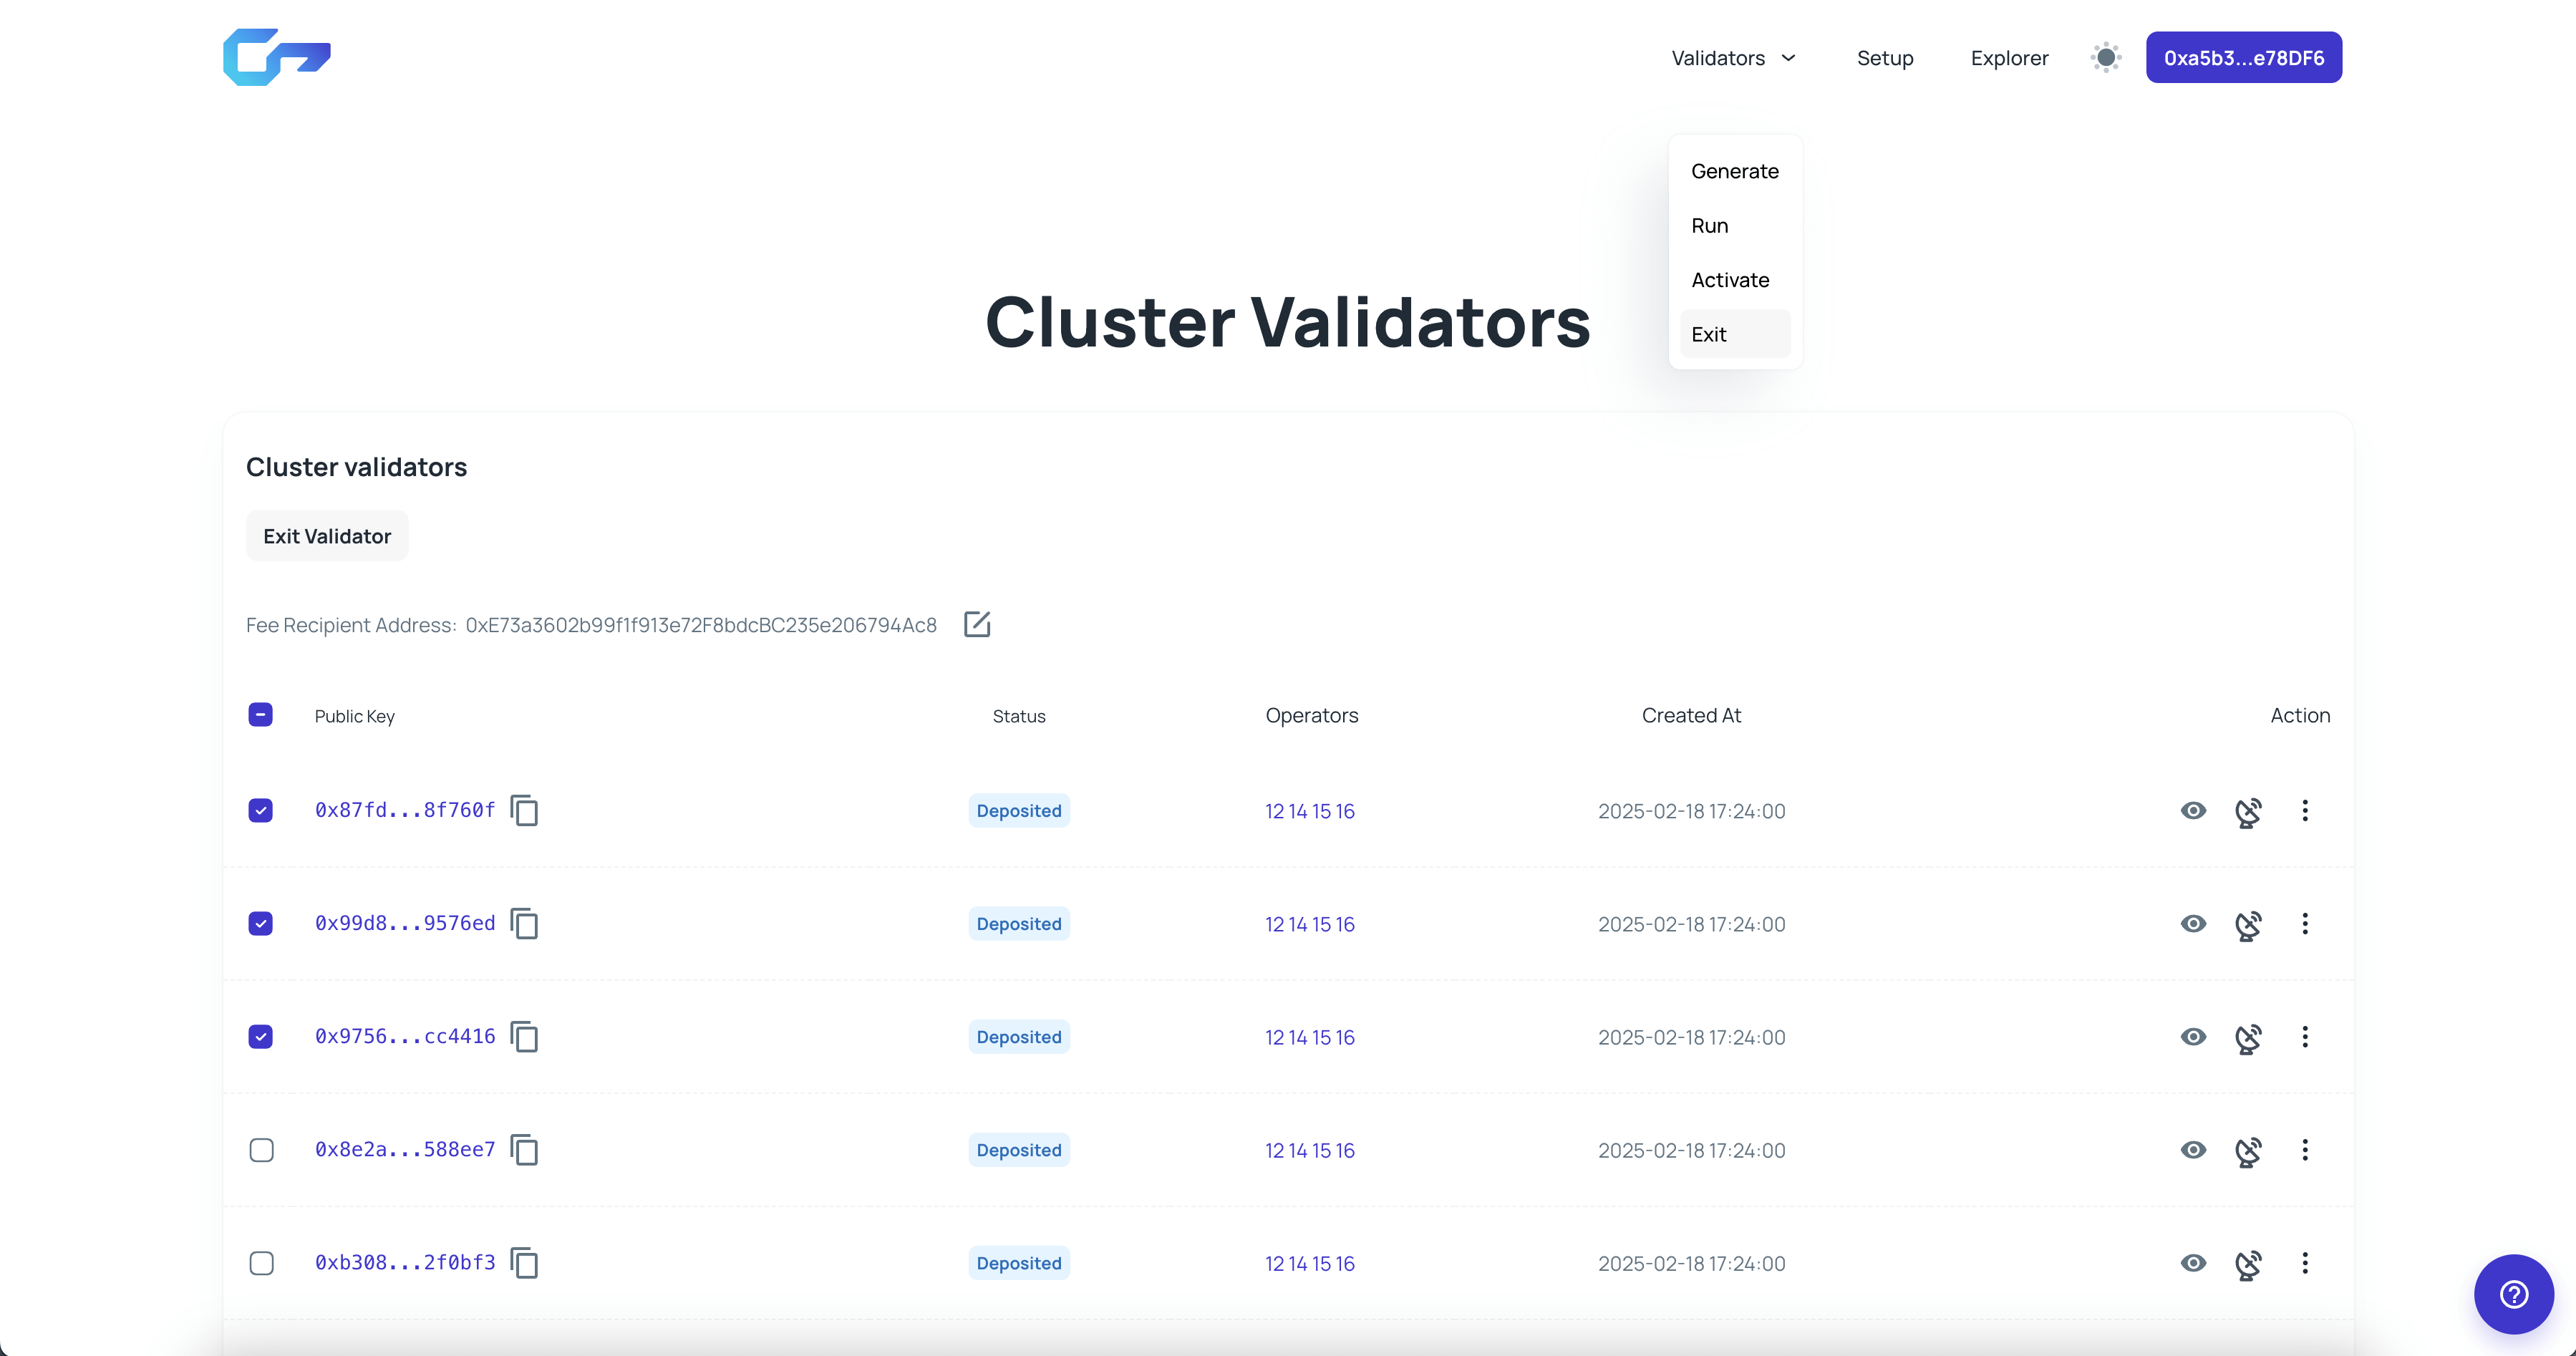 Validators Setup Explorer 0xa5b3...e78DF6
Generate
Run
Activate
Exit
Cluster Validators
Cluster validators
Exit Validator
Fee Recipient Address: 0xE73a3602b99f1f913e72F8bdcBC235e206794Ac8
Public Key Status Operators Created At Action
0x87fd...8f760f Deposited 12 14 15 16 2025-02-18 17:24:00
0x99d8...9576ed Deposited 12 14 15 16 2025-02-18 17:24:00
0x9756...cc4416 Deposited 12 14 15 16 2025-02-18 17:24:00
0x8e2a...588ee7 Deposited 12 14 15 16 2025-02-18 17:24:00
0xb308...2f0bf3 Deposited 12 14 15 16 2025-02-18 17:24:00